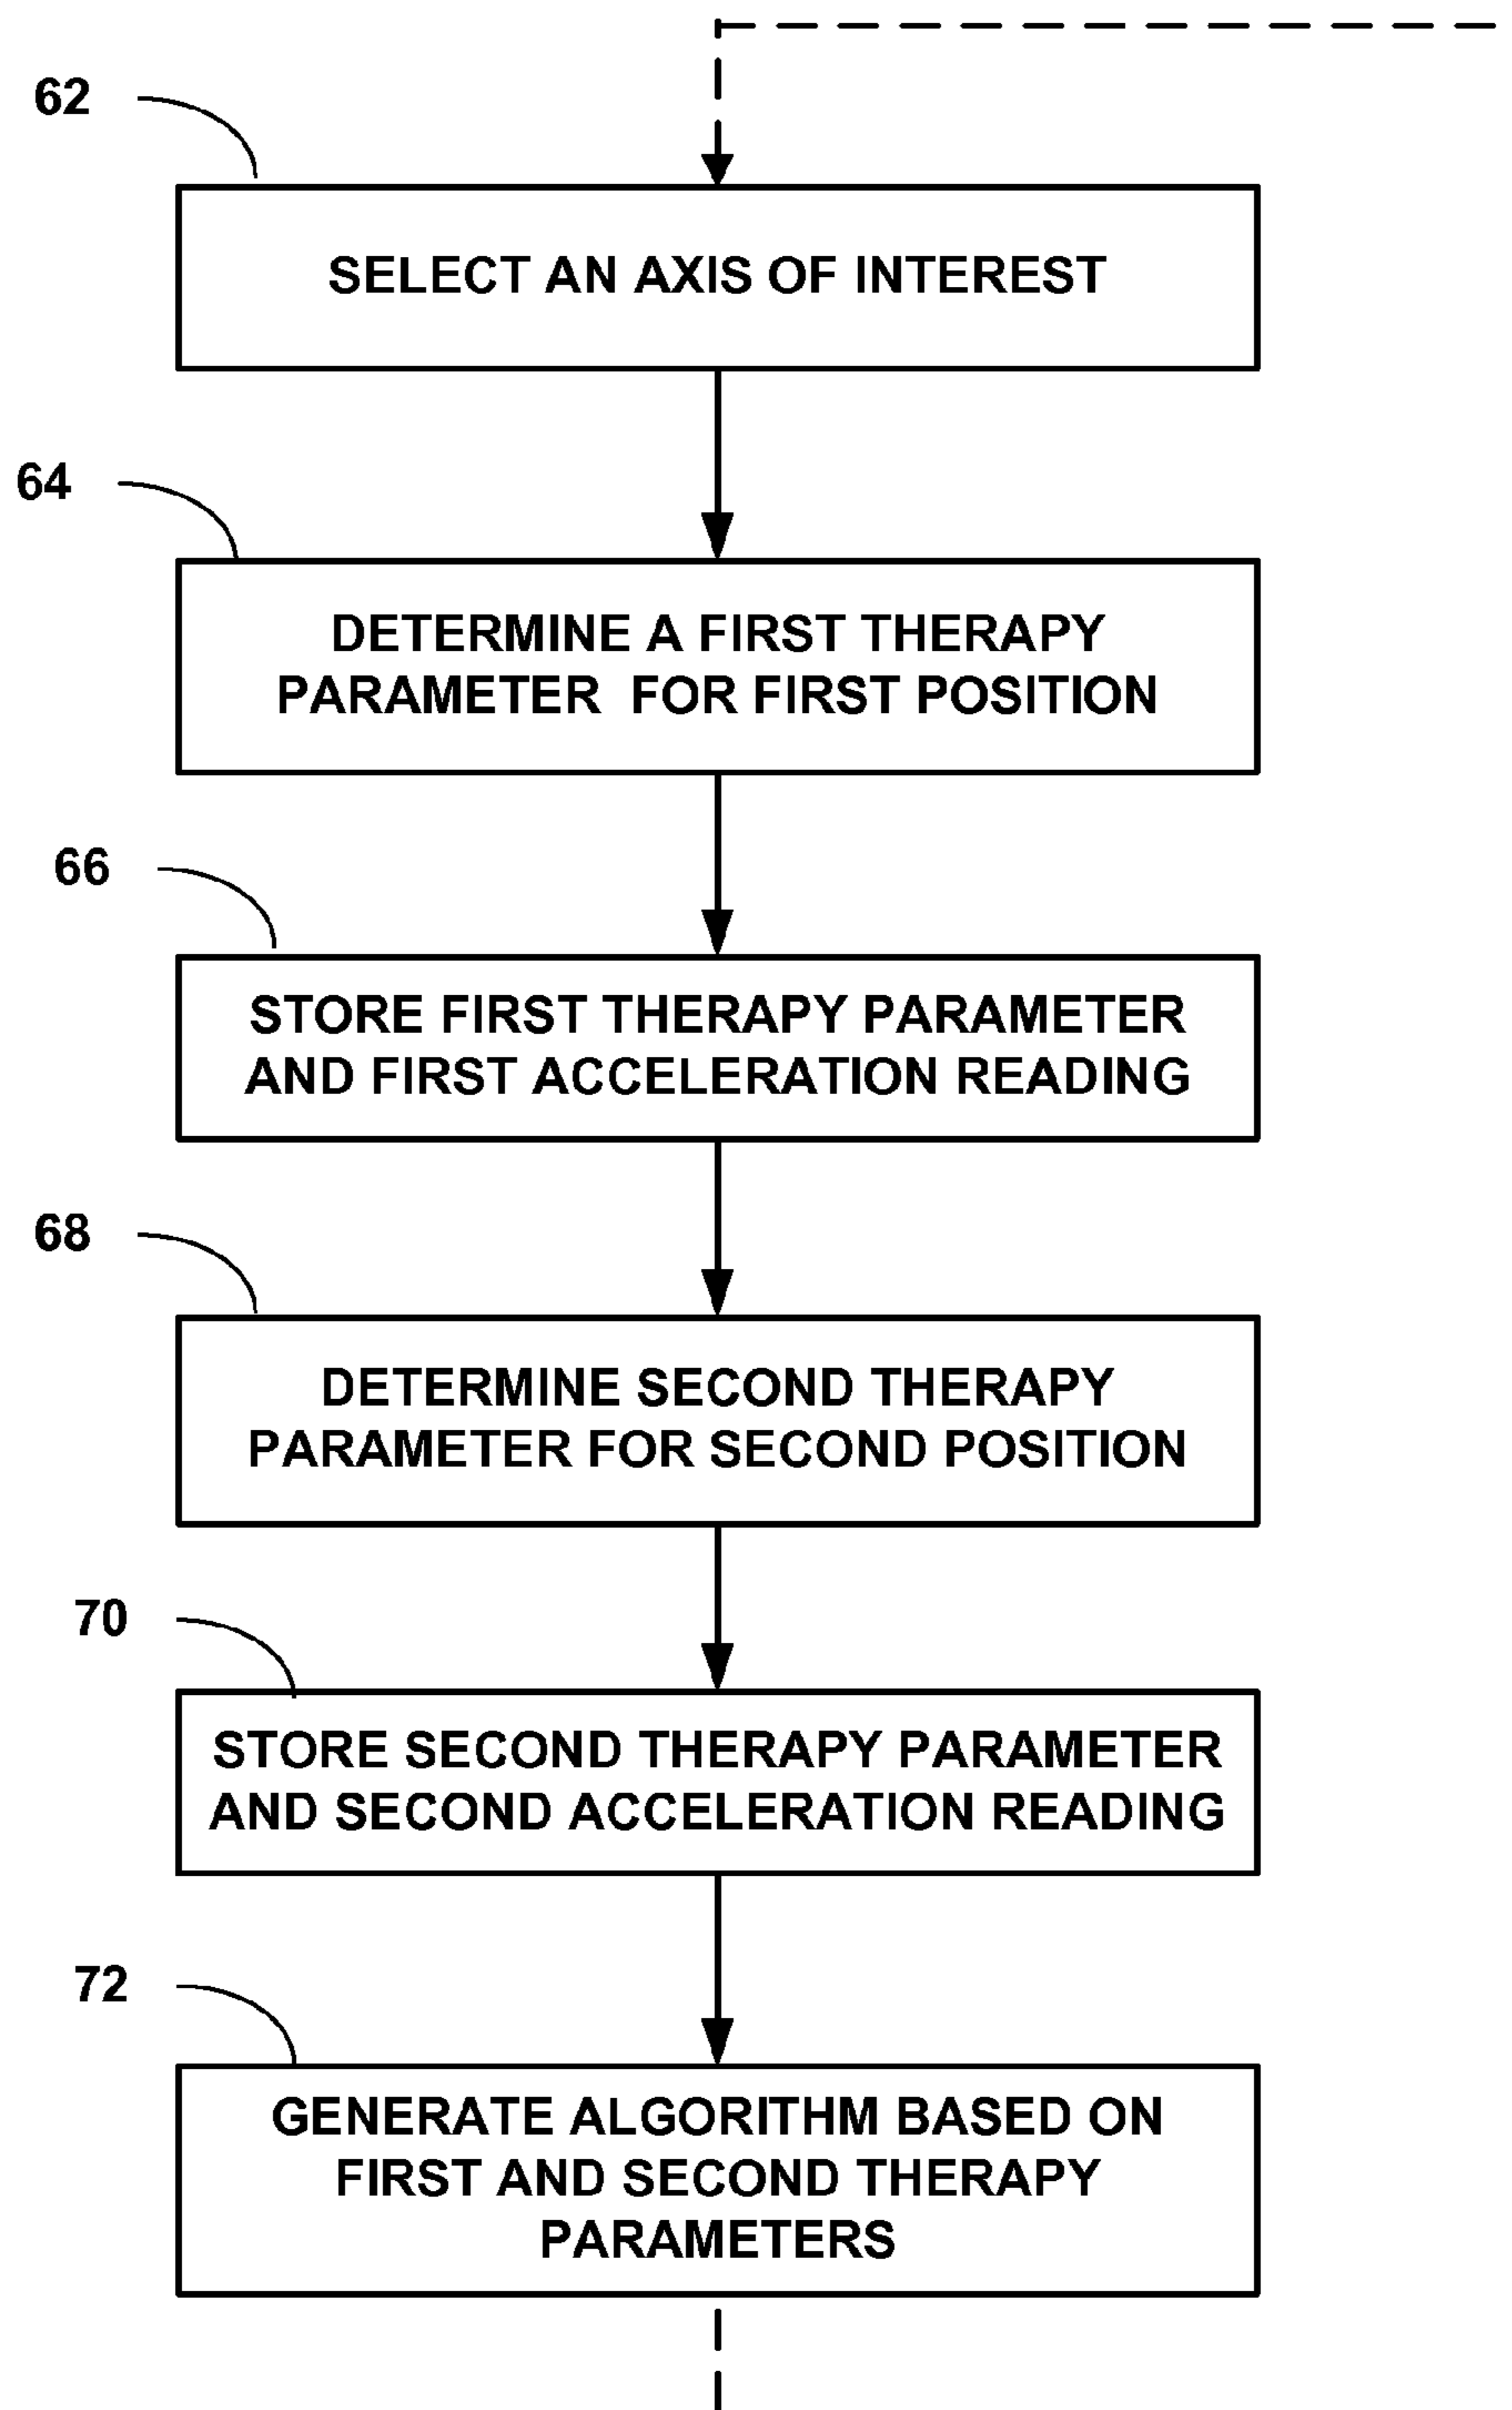 62
SELECT AN AXIS OF INTEREST
64
DETERMINE A FIRST THERAPY
PARAMETER FOR FIRST POSITION
66
STORE FIRST THERAPY PARAMETER
AND FIRST ACCELERATION READING
68
DETERMINE SECOND THERAPY
PARAMETER FOR SECOND POSITION
70
STORE SECOND THERAPY PARAMETER
AND SECOND ACCELERATION READING
72
GENERATE ALGORITHM BASED ON
FIRST AND SECOND THERAPY
PARAMETERS